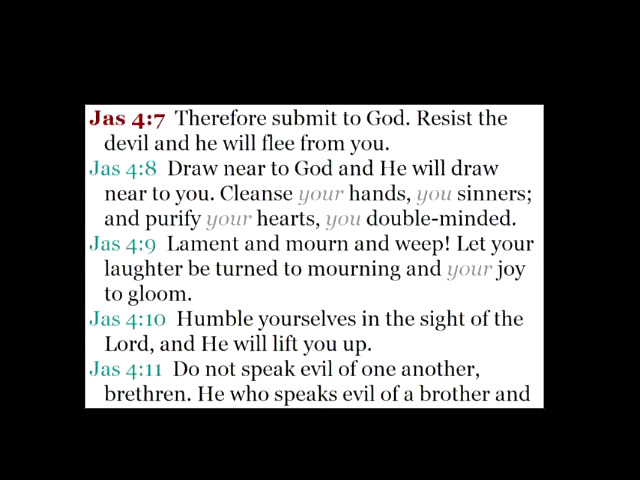 Jas 4:7 Therefore submit to God. Resist the
devil and he will flee from you.
Jas 4:8 Draw near to God and He will draw
near to you. Cleanse your hands, you sinners;
and purify your hearts, you double-minded.
Jas 4:9 Lament and mourn and weep! Let your
laughter be turned to mourning and your joy
to gloom.
Jas 4:10 Humble yourselves in the sight of the
Lord, and He will lift you up.
Jas 4:11 Do not speak evil of one another,
brethren. He who speaks evil of a brother and